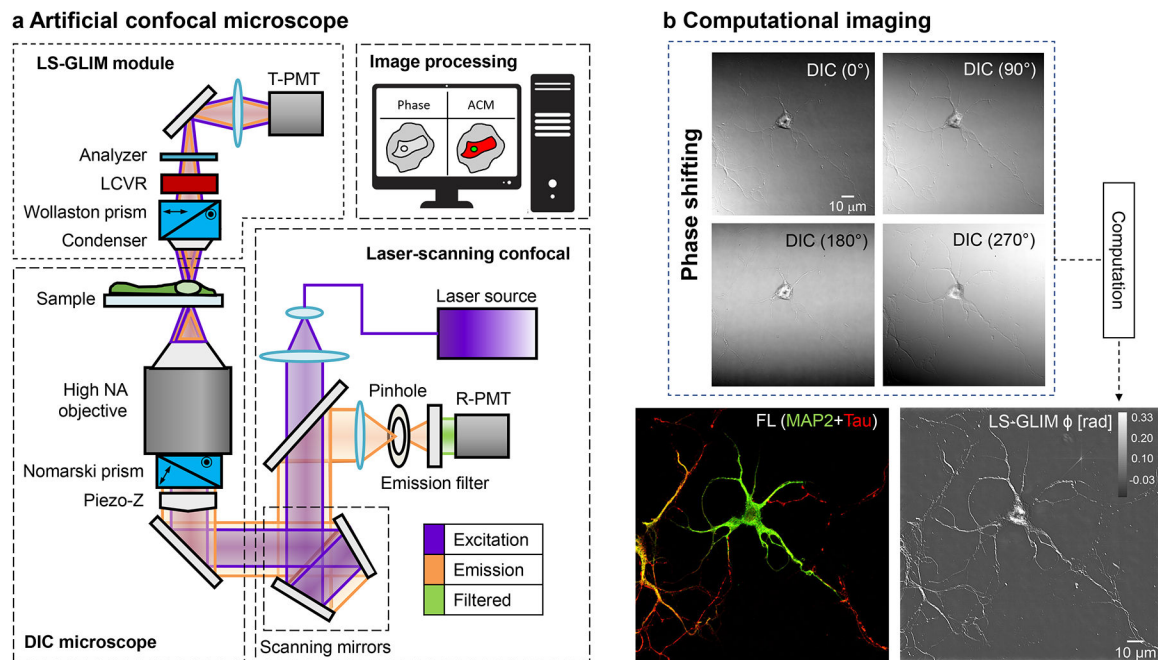 a Artificial confocal microscope
LS-GLIM module
T-PMT
Analyzer
LCVR
Wollaston prism
Condenser
Image processing
Phase
ACM
Sample
High NA
objective
Nomarski prism
Piezo-Z
DIC microscope
Laser-scanning confocal
Laser source
Pinhole
R-PMT
Emission filter
Excitation
Emission
Filtered
Scanning mirrors
b Computational imaging
Phase shifting
DIC (0°)
10 μm
DIC (90°)
DIC (180°)
DIC (270°)
Computation
FL (MAP2+Tau)
LS-GLIM ϕ [rad]
0.33
0.20
0.10
-0.03
10 μm